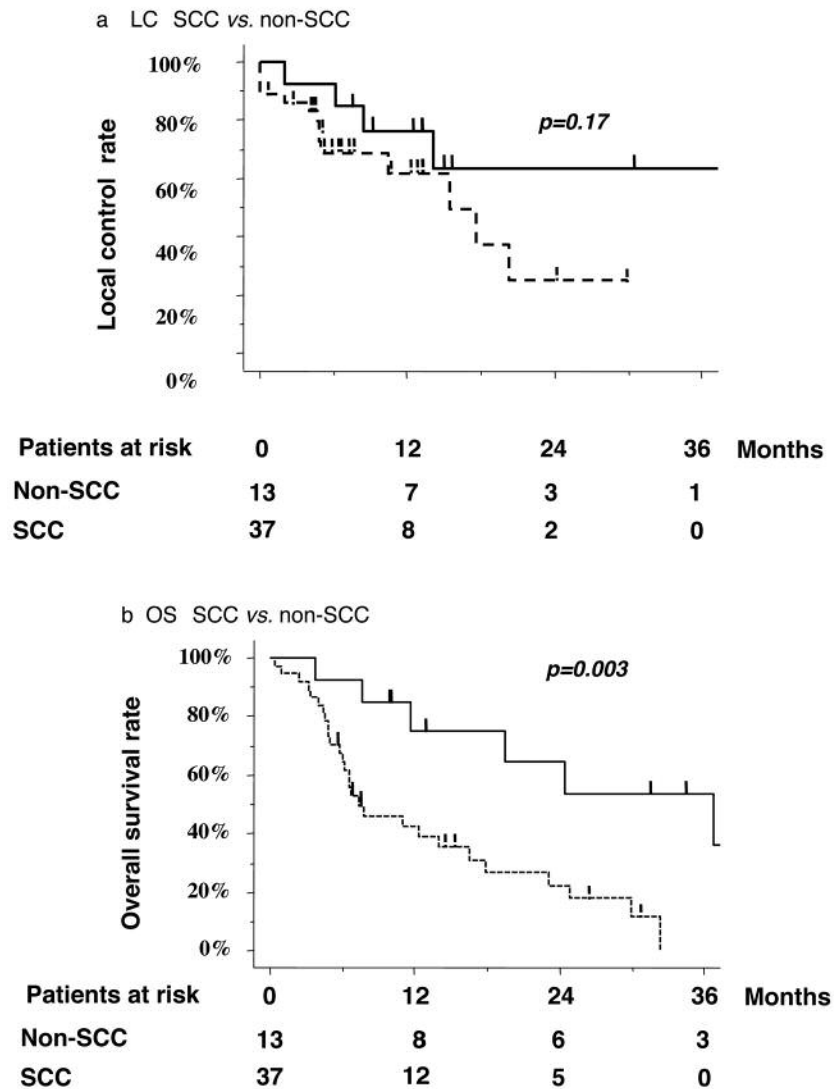 a LC SCC vs. non-SCC
100%
80%
60%
40%
20%
0%
Local control rate
p=0.17
Patients at risk 0 12 24 36 Months
Non-SCC 13 7 3 1
SCC 37 8 2 0
b OS SCC vs. non-SCC
100%
80%
60%
40%
20%
0%
Overall survival rate
p=0.003
Patients at risk 0 12 24 36 Months
Non-SCC 13 8 6 3
SCC 37 12 5 0